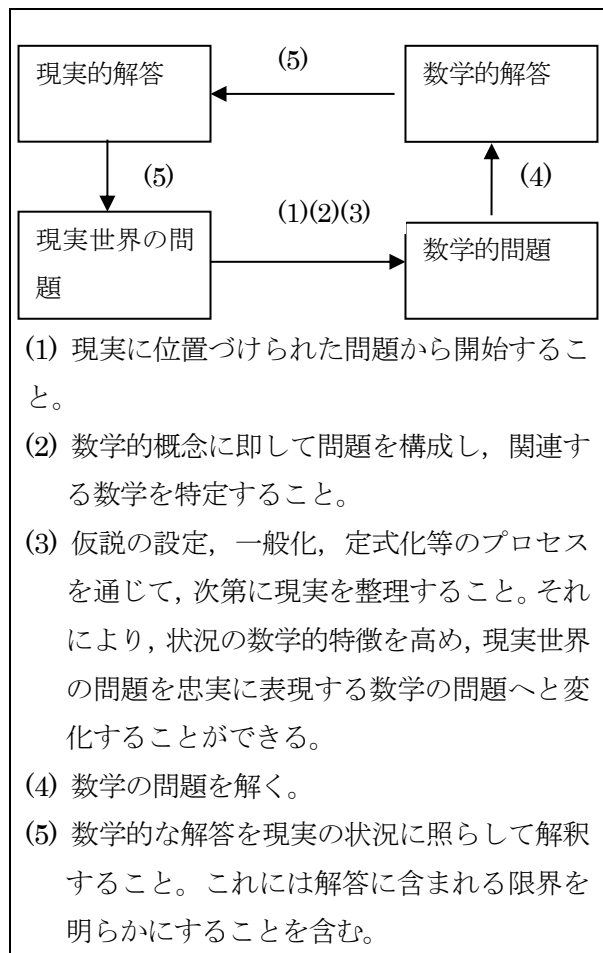 (5)
現実的解答
数学的解答
(5)
(4)
(1)(2)(3)
現実世界の問
題
数学的問題
(1) 現実に位置づけられた問題から開始するこ
と。
(2) 数学的概念に即して問題を構成し，関連す
る数学を特定すること。
(3) 仮説の設定，一般化，定式化等のプロセス
を通じて，次第に現実を整理すること。それ
により，状況の数学的特徴を高め，現実世界
の問題を忠実に表現する数学の問題へと変
化することができる。
(4) 数学の問題を解く。
(5) 数学的な解答を現実の状況に照らして解釈
すること。これには解答に含まれる限界を
明らかにすることを含む。